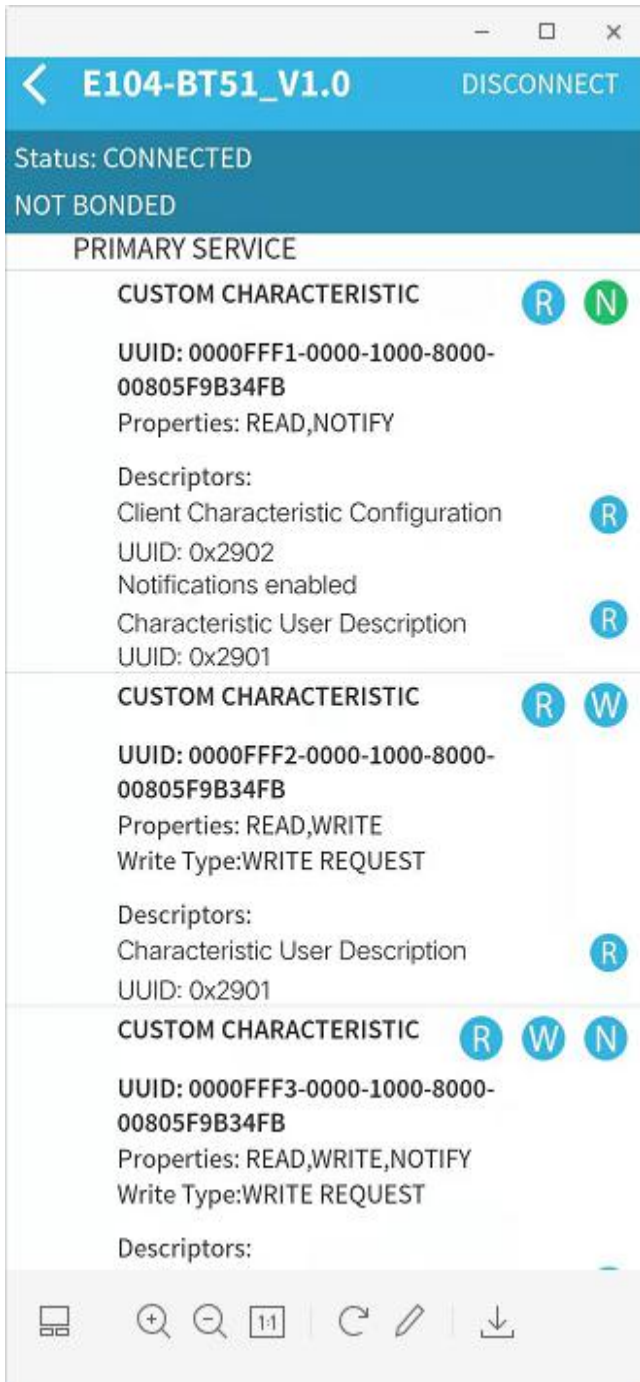 E104-BT51_V1.0 DISCONNECT
Status: CONNECTED
NOT BONDED
PRIMARY SERVICE
CUSTOM CHARACTERISTIC R N
UUID: 0000FFF1-0000-1000-8000-
00805F9B34FB
Properties: READ,NOTIFY
Descriptors:
Client Characteristic Configuration R
UUID: 0x2902
Notifications enabled
Characteristic User Description R
UUID: 0x2901
CUSTOM CHARACTERISTIC R W
UUID: 0000FFF2-0000-1000-8000-
00805F9B34FB
Properties: READ,WRITE
Write Type:WRITE REQUEST
Descriptors:
Characteristic User Description R
UUID: 0x2901
CUSTOM CHARACTERISTIC R W N
UUID: 0000FFF3-0000-1000-8000-
00805F9B34FB
Properties: READ,WRITE,NOTIFY
Write Type:WRITE REQUEST
Descriptors:
1:1